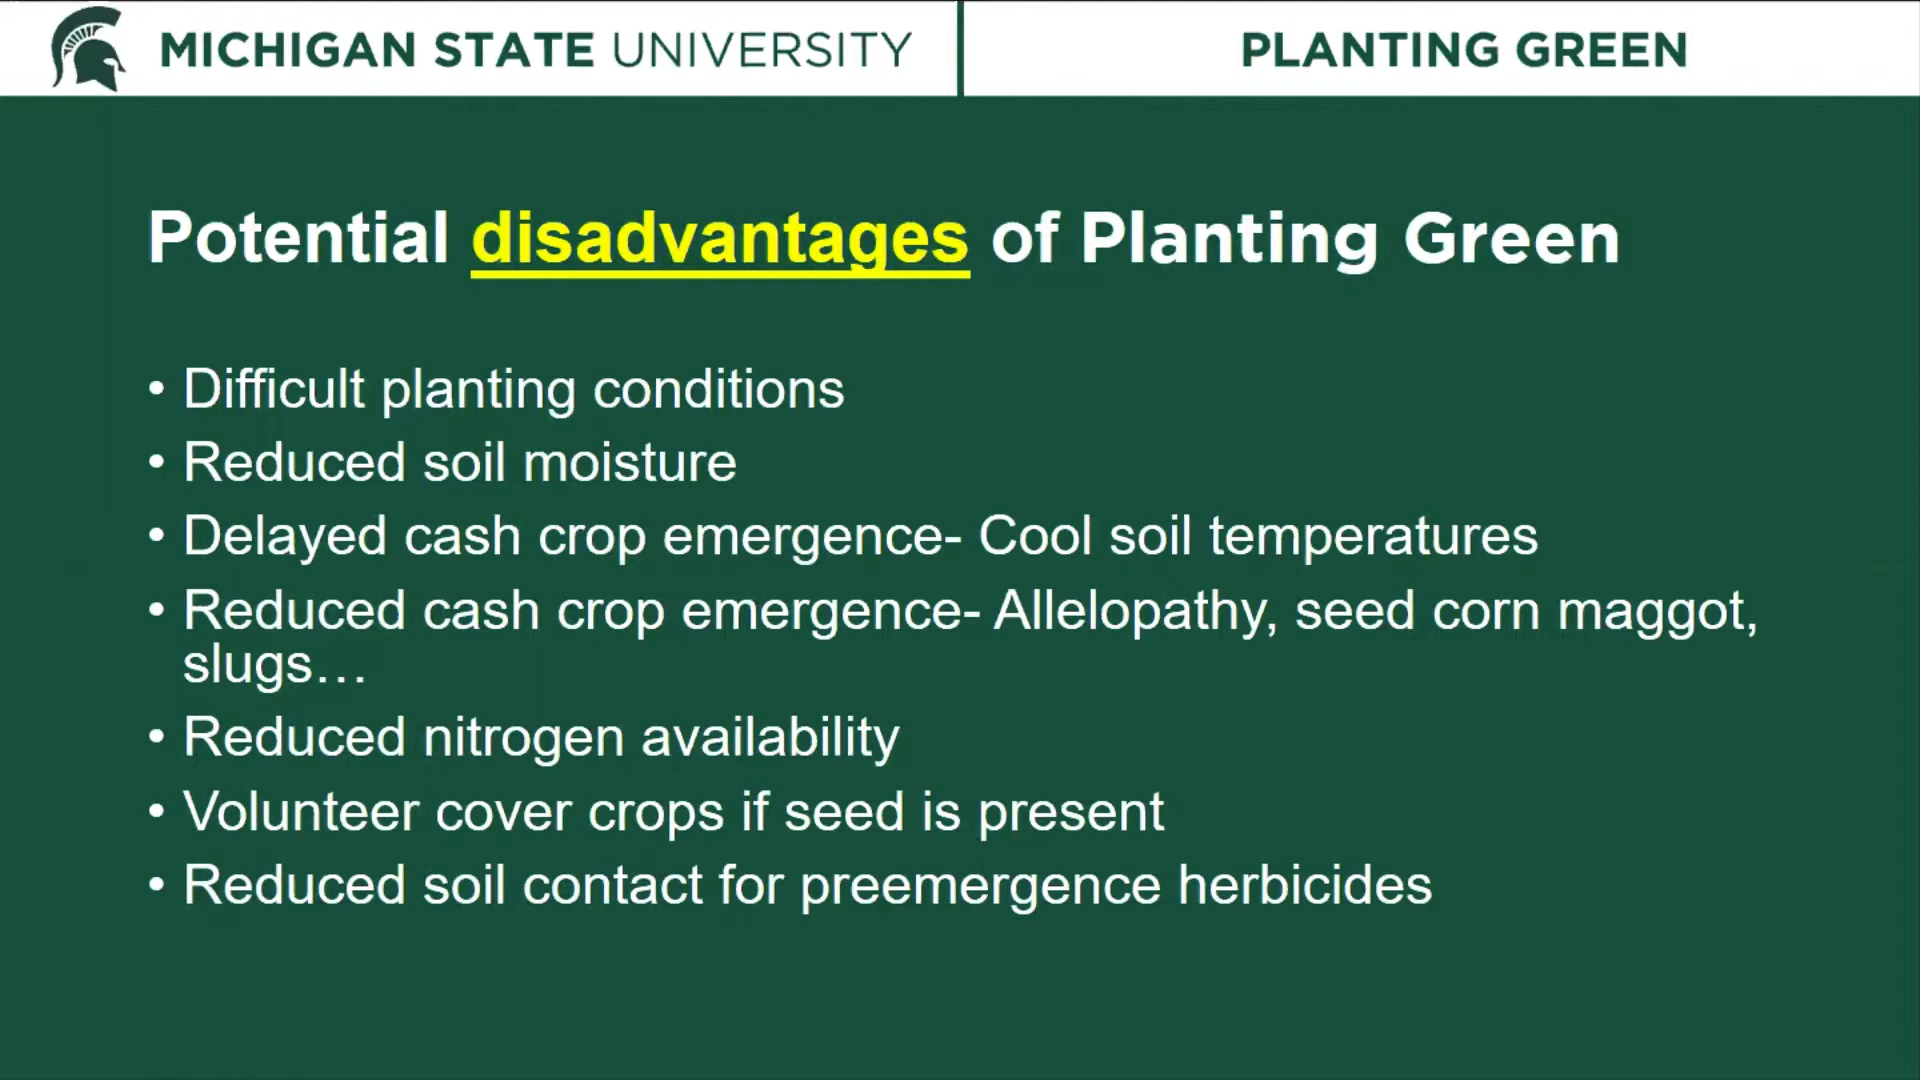 MICHIGAN STATE UNIVERSITY
PLANTING GREEN
Potential disadvantages of Planting Green
• Difficult planting conditions
• Reduced soil moisture
• Delayed cash crop emergence- Cool soil temperatures
• Reduced cash crop emergence- Allelopathy, seed corn maggot,
slugs…
• Reduced nitrogen availability
• Volunteer cover crops if seed is present
• Reduced soil contact for preemergence herbicides